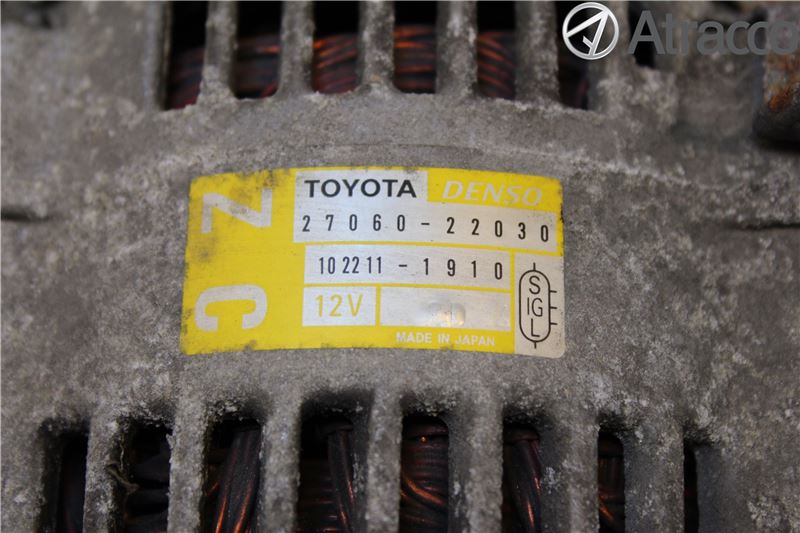 Atracco
TOYOTA DENSO
27060-22030
102211-1910
12V
MADE IN JAPAN
C Z
S
IG
L